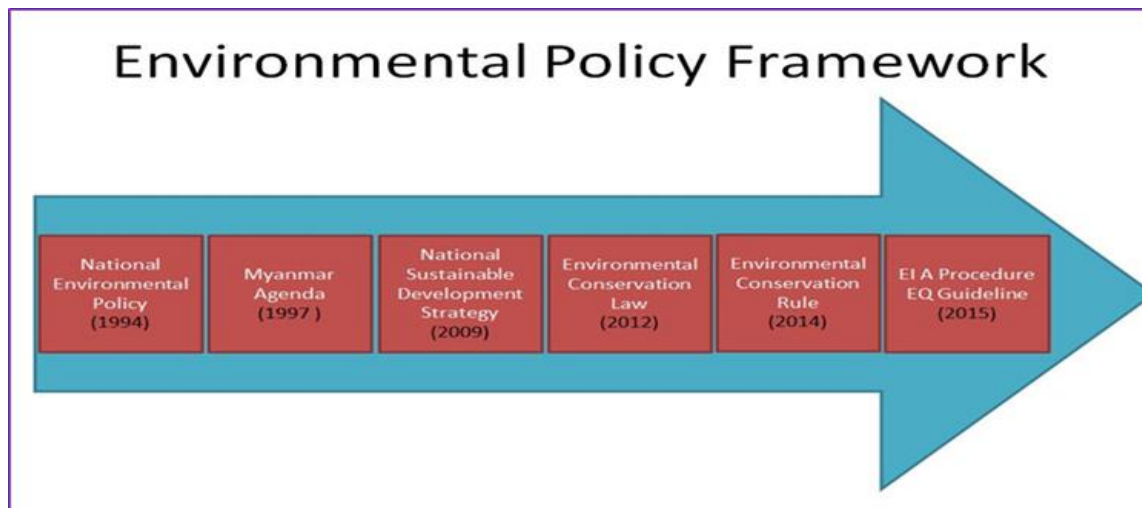 Environmental Policy Framework
National
Environmental
Policy
(1994)
Myanmar
Agenda
(1997 )
National
Sustainable
Development
Strategy
(2009)
Environmental
Conservation
Law
(2012)
Environmental
Conservation
Rule
(2014)
EI A Procedure
EQ Guideline
(2015)